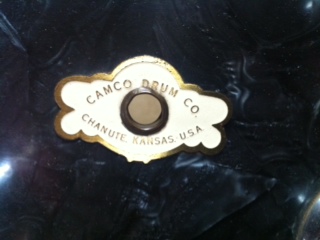 CAMCO DRUM CO.
CHANUTE, KANSAS, U.S.A.